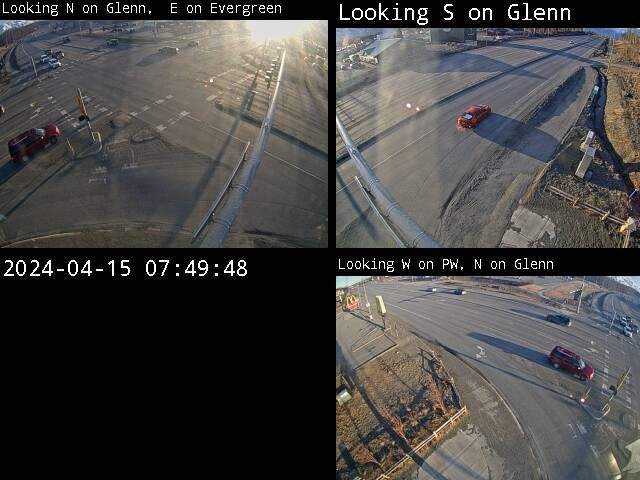 Looking N on Glenn,  E on Evergreen
Looking S on Glenn
2024-04-15 07:49:48
Looking W on PW, N on Glenn